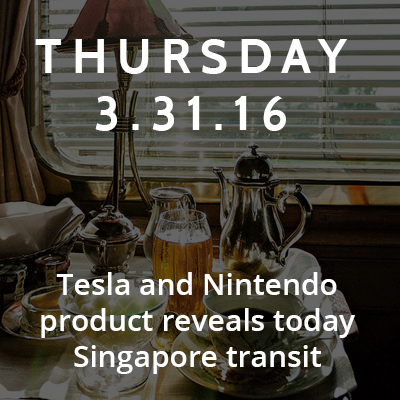 THURSDAY
3.31.16
Tesla and Nintendo
product reveals today
Singapore transit